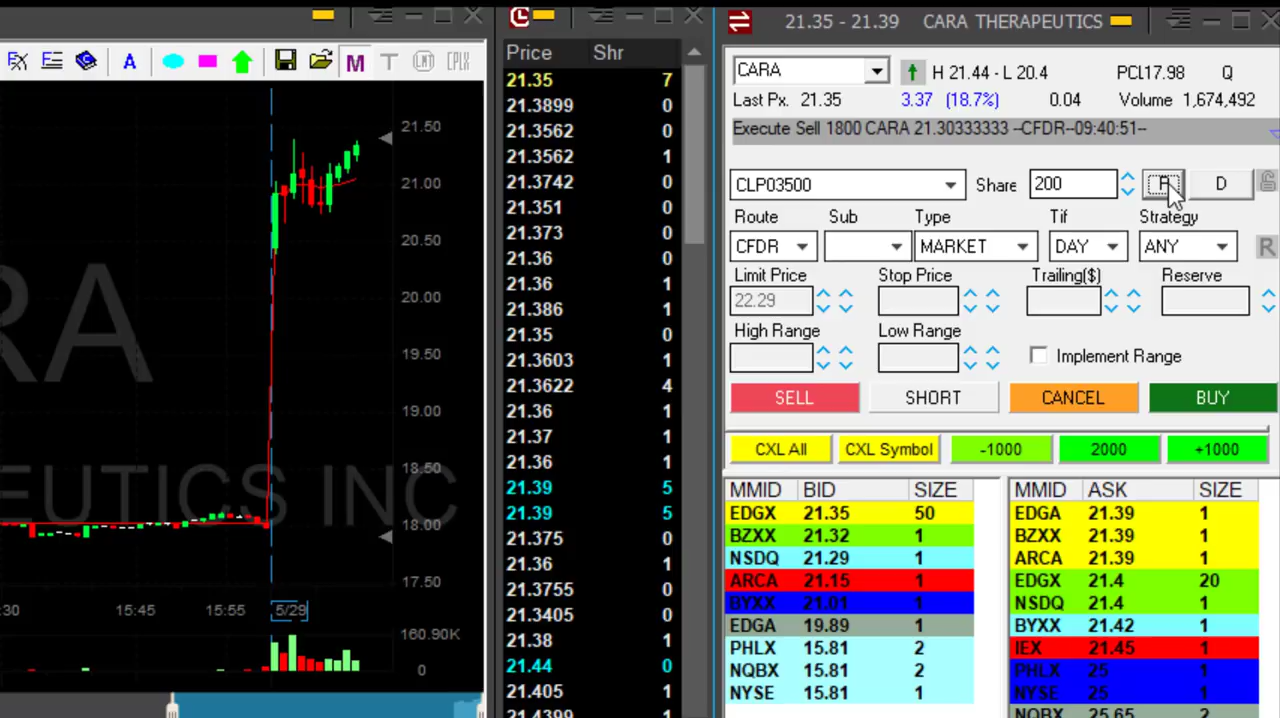 21.35 - 21.39 CARA THERAPEUTICS
A
M T LMT CPLX
21.50
21.00
20.50
20.00
19.50
19.00
18.50
18.00
17.50
RA
EUTICS INC
:30 15:45 15:55 5/29
160.90K
0
Price Shr
21.35 7
21.3899 0
21.3562 0
21.3562 1
21.3742 0
21.351 0
21.373 0
21.36 0
21.36 1
21.386 1
21.35 0
21.3603 1
21.3622 4
21.36 1
21.37 1
21.36 1
21.39 5
21.39 5
21.375 0
21.36 1
21.3755 0
21.3405 0
21.38 1
21.44 0
21.405 1
21.4399 1
CARA H 21.44 - L 20.4 PCL17.98 Q
Last Px. 21.35 3.37 (18.7%) 0.04 Volume 1,674,492
Execute Sell 1800 CARA 21.30333333 --CFDR--09:40:51--
CLP03500 Share 200 P D
Route Sub Type Tif Strategy
CFDR MARKET DAY ANY R
Limit Price Stop Price Trailing($) Reserve
22.29
High Range Low Range
Implement Range
SELL SHORT CANCEL BUY
CXL All CXL Symbol -1000 2000 +1000
MMID BID SIZE
EDGX 21.35 50
BZXX 21.32 1
NSDQ 21.29 1
ARCA 21.15 1
BYXX 21.01 1
EDGA 19.89 1
PHLX 15.81 2
NQBX 15.81 2
NYSE 15.81 2
MMID ASK SIZE
EDGA 21.39 1
BZXX 21.39 1
ARCA 21.39 1
EDGX 21.4 20
NSDQ 21.4 1
BYXX 21.42 1
IEX 21.45 1
PHLX 25 1
NYSE 25 1
NQBX 25.65 2